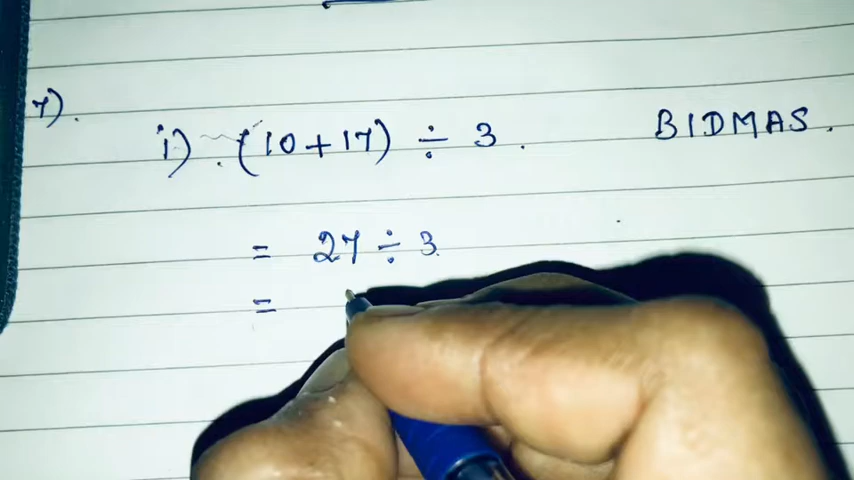 7).
i) . (10 + 17) ÷ 3 . BIDMAS.
= 27 ÷ 3
=